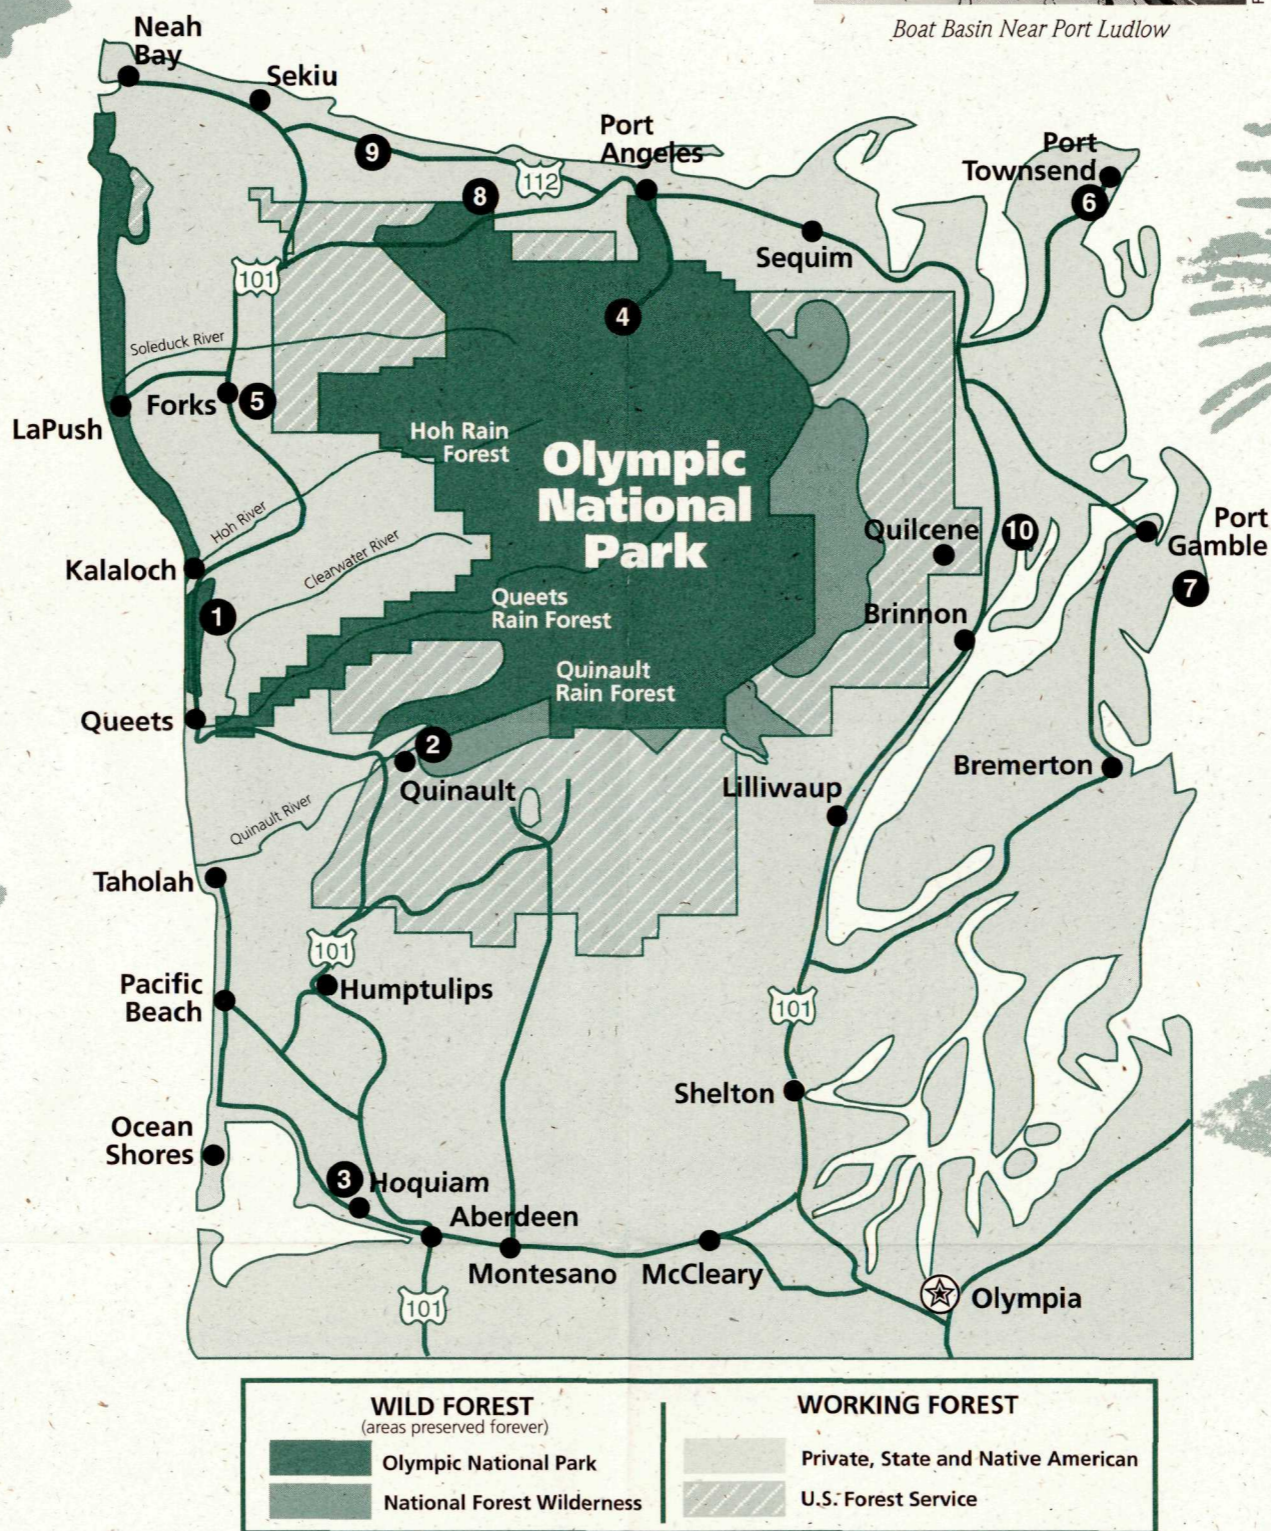 Boat Basin Near Port Ludlow
Neah
Bay
Sekiu
9
112
8
Port
Angeles
Port
Townsend
6
Sequim
101
4
Soleduck River
Forks
5
LaPush
Hoh Rain
Forest
Olympic
National
Park
Hoh River
Clearwater River
Kalaloch
1
Quilcene
10
Port
Gamble
7
Brinnon
Queets
Rain Forest
Quinault
Rain Forest
Queets
2
Quinault
Quinault River
Lilliwaup
Bremerton
Taholah
101
Pacific
Beach
Humptulips
101
Shelton
Ocean
Shores
3
Hoquiam
Aberdeen
Montesano
McCleary
101
Olympia
WILD FOREST
(areas preserved forever)
Olympic National Park
National Forest Wilderness
WORKING FOREST
Private, State and Native American
U.S. Forest Service